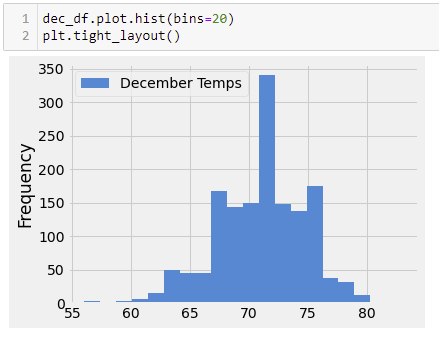 1 dec_df.plot.hist(bins=20)
2 plt.tight_layout()
350
December Temps
300
250
200
150
100
50
0
Frequency
55 60 65 70 75 80